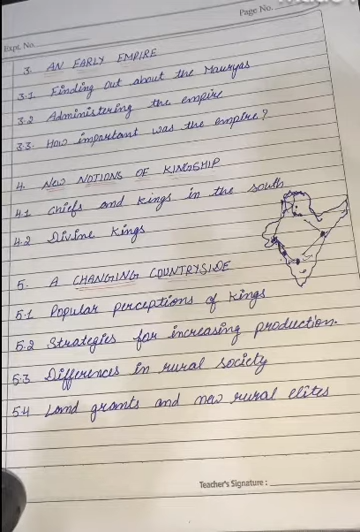 Page No.
Expt. No.
3. AN EARLY EMPIRE
3.1 Finding out about the Mauryas
3.2 Administering the empire
3.3. How important was the empire?
4. NEW NOTIONS OF KINGSHIP
4.1 Chiefs and kings in the south
4.2 Divine kings
5. A CHANGING COUNTRYSIDE
5.1 Popular perceptions of kings
5.2 Strategies for increasing production.
5.3 Differences in rural society
5.4 Land grants and new rural elites
Teacher's Signature :